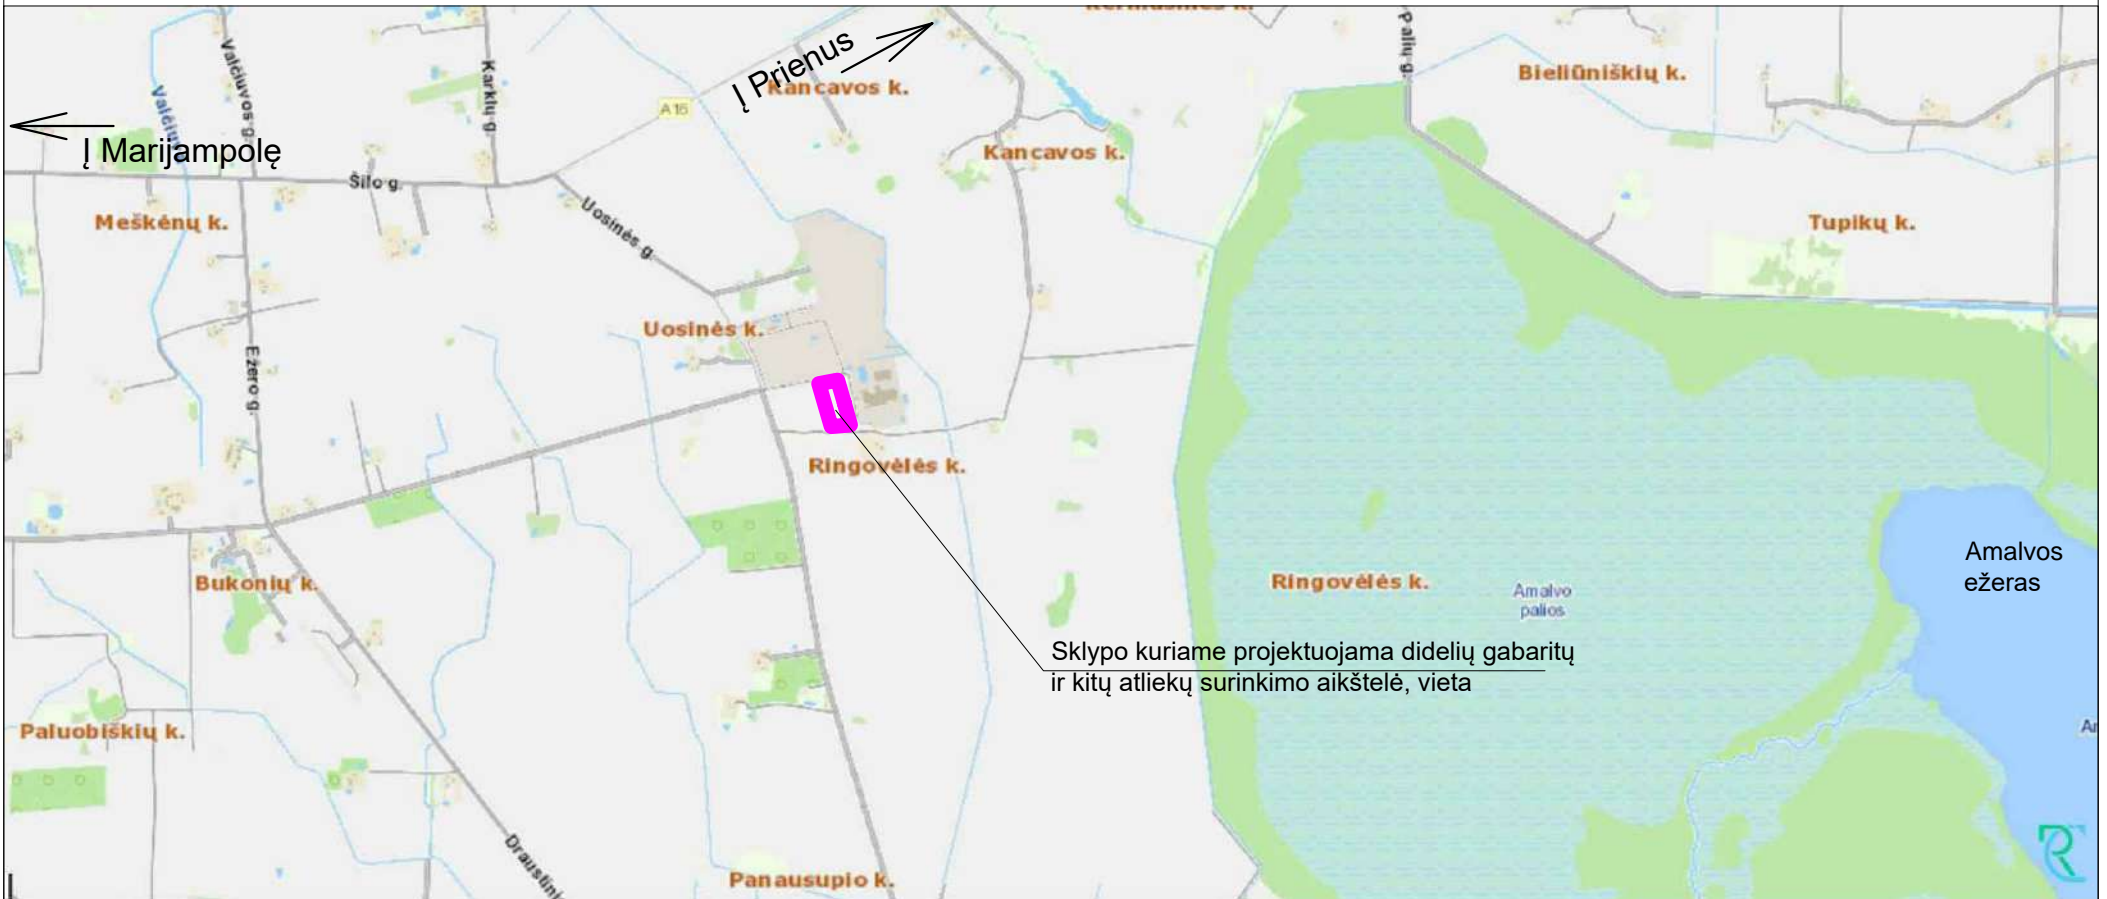 Valčiuvos g.
Karklų g.
Į Prienus
Palių g.
Bieliūniškių k.
Kancavos k.
A16
Į Marijampolę
Kancavos k.
Šilo g.
Meškėnų k.
Uosinės g.
Tupikų k.
Uosinės k.
Ežero g.
Ringovėlės k.
Amalvos
ežeras
Bukonių k.
Ringovėlės k.
Amalvo
palios
Sklypo kuriame projektuojama didelių gabaritų
ir kitų atliekų surinkimo aikštelė, vieta
Paluobiškių k.
Panausupio k.